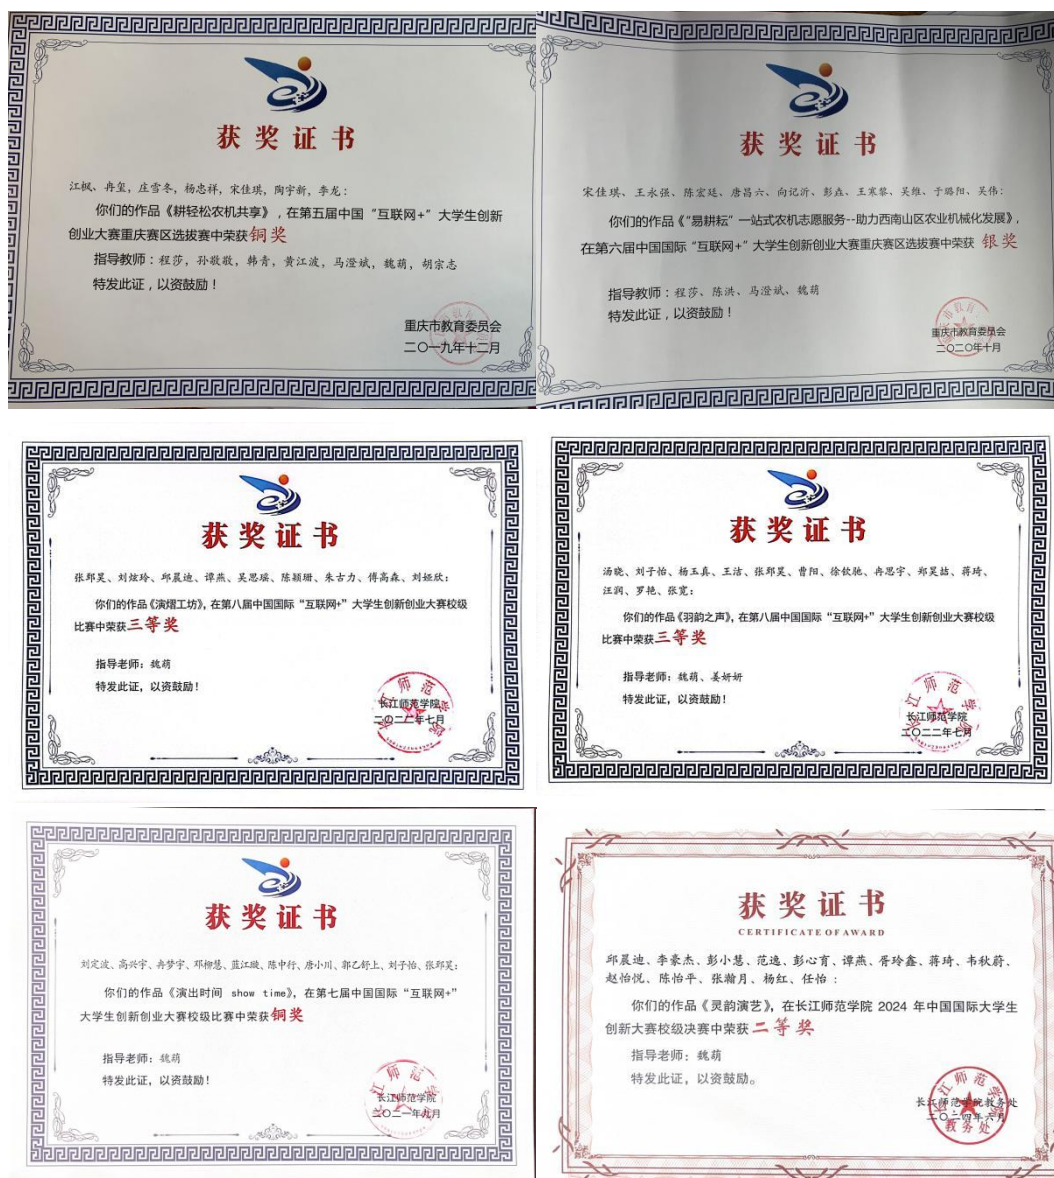 获奖证书
江枫、冉玺，庄雪冬，杨忠祥，宋佳琪，陶宇新，李龙：
你们的作品《耕轻松农机共享》，在第五届中国“互联网+”大学生创新
创业大赛重庆赛区选拔赛中荣获铜奖
指导教师：程莎，孙敬敬，韩青，黄江波，马澄斌，魏萌，胡宗志
特发此证，以资鼓励！
重庆市教育委员会
二〇一九年十二月
获奖证书
宋佳琪、王永强、陈宏廷、唐昌六、向记沂、彭垚、王寒黎、吴维、于璐阳、吴伟：
你们的作品《“易耕耘”一站式农机志愿服务--助力西南山区农业机械化发展》，
在第六届中国国际“互联网+”大学生创新创业大赛重庆赛区选拔赛中荣获 银奖
指导教师：程莎、陈洪、马澄斌、魏萌
特发此证，以资鼓励！
重庆市教育委员会
二〇二〇年十月
获奖证书
张郅昊、刘炫玲、邱晨迪、谭燕、吴思瑶、陈颖珊、朱古力、傅高森、刘娅欣：
你们的作品《演熠工坊》，在第八届中国国际“互联网+”大学生创新创业大赛校级
比赛中荣获三等奖
指导老师：魏萌
特发此证，以资鼓励！
长江师范学院
二〇二二年七月
获奖证书
汤晓、刘子怡、杨玉真、王洁、张郅昊、曹阳、徐钦驰、冉思宇、郑昊喆、蒋琦、
汪润、罗艳、张宽：
你们的作品《羽韵之声》，在第八届中国国际“互联网+”大学生创新创业大赛校级
比赛中荣获三等奖
指导老师：魏萌、姜妍妍
特发此证，以资鼓励！
长江师范学院
二〇二二年七月
获奖证书
刘定波、高兴宇、冉梦宇、邓柳慧、蓝江璇、陈中行、唐小川、郭乙舒上、刘子怡、张郅昊：
你们的作品《演出时间 show time》，在第七届中国国际“互联网+”
大学生创新创业大赛校级比赛中荣获铜奖
指导老师：魏萌
特发此证，以资鼓励！
长江师范学院
二〇二一年九月
获奖证书
CERTIFICATE OF AWARD
邱晨迪、李豪杰、彭小慧、范逸、彭心育、谭燕、胥玲鑫、蒋琦、韦秋蔚、
赵怡悦、陈怡平、张瀚月、杨红、任怡：
你们的作品《灵韵演艺》，在长江师范学院 2024 年中国国际大学生
创新大赛校级决赛中荣获二等奖
指导老师：魏萌
特发此证，以资鼓励。
长江师范学院教务处
二〇二四年六月